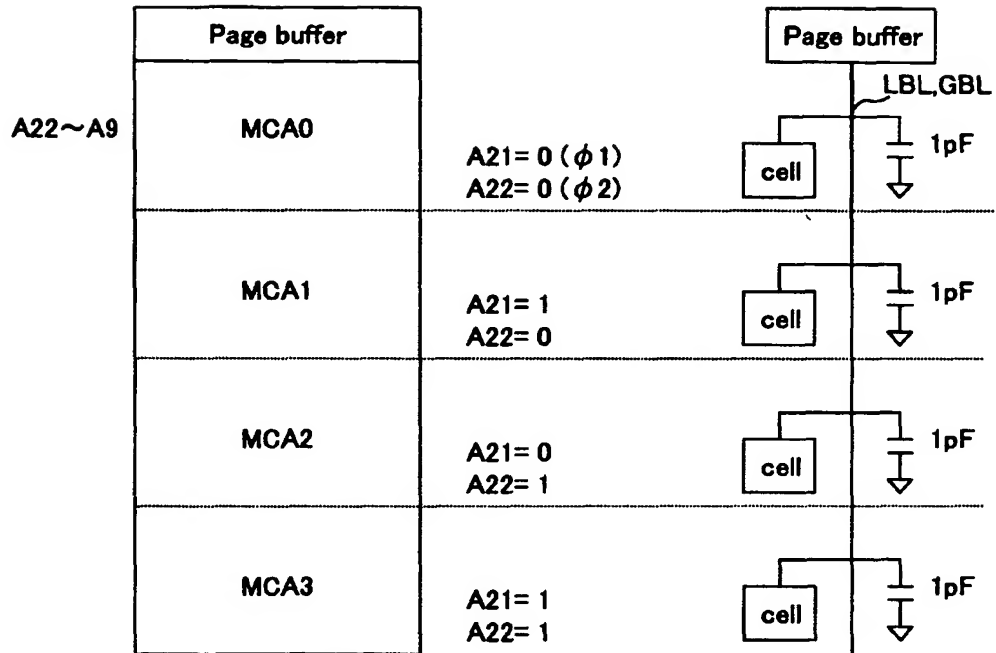 Page buffer
Page buffer
LBL,GBL
A22～A9
MCA0
A21= 0 (ϕ1)
A22= 0 (ϕ2)
cell
1pF
MCA1
A21= 1
A22= 0
cell
1pF
MCA2
A21= 0
A22= 1
cell
1pF
MCA3
A21= 1
A22= 1
cell
1pF